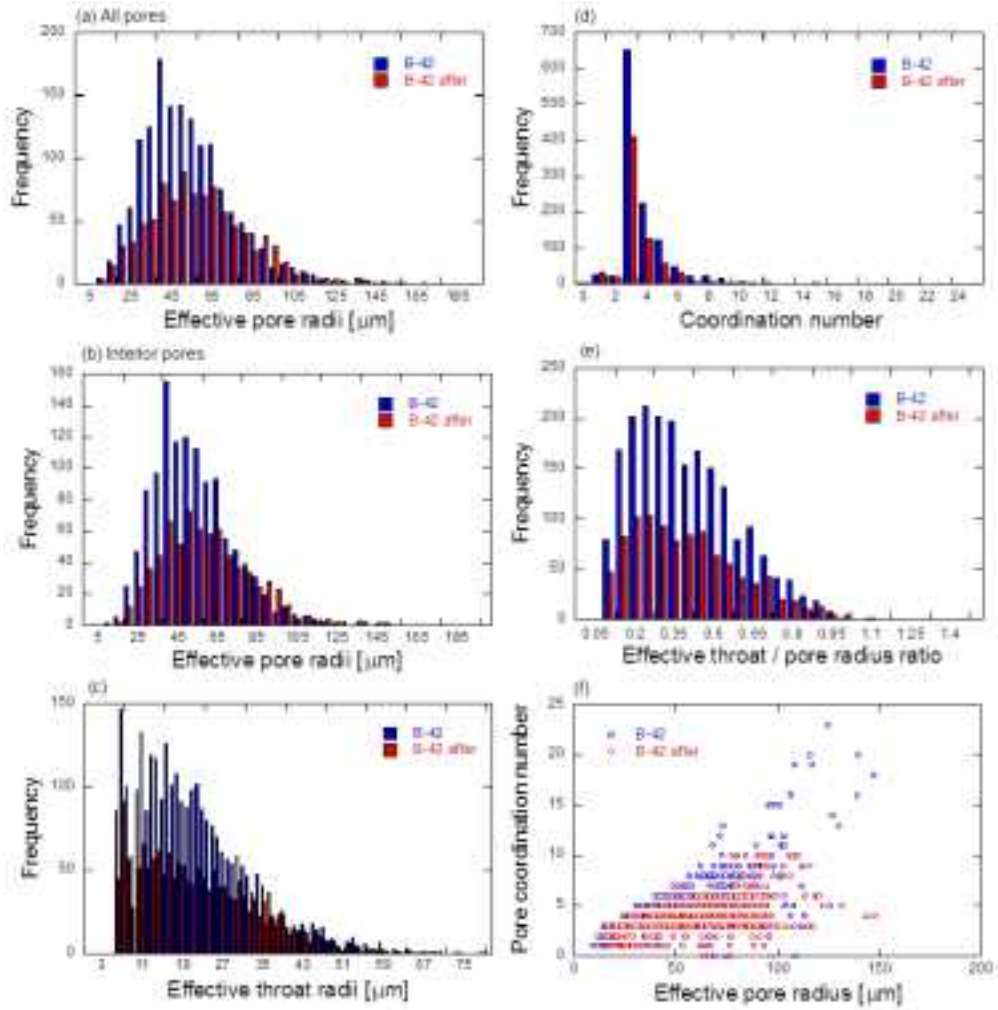 (a) All pores
200
150
100
50
0
Frequency
B-42
B-42 after
5 25 45 65 85 105 125 145 165 185
Effective pore radii [μm]
(d)
700
600
500
400
300
200
100
0
Frequency
B-42
B-42 after
0 2 4 6 8 10 12 14 16 18 20 22 24
Coordination number
(b) Interior pores
160
140
120
100
80
60
40
20
0
Frequency
B-42
B-42 after
5 25 45 65 85 105 125 145 165 185
Effective pore radii [μm]
(e)
250
200
150
100
50
0
Frequency
B-42
B-42 after
0.05 0.2 0.35 0.5 0.65 0.8 0.95 1.1 1.25 1.4
Effective throat / pore radius ratio
(c)
150
100
50
0
Frequency
B-42
B-42 after
3 11 19 27 35 43 51 59 67 75
Effective throat radii [μm]
(f)
25
20
15
10
5
0
Pore coordination number
B-42
B-42 after
0 50 100 150 200
Effective pore radius [μm]